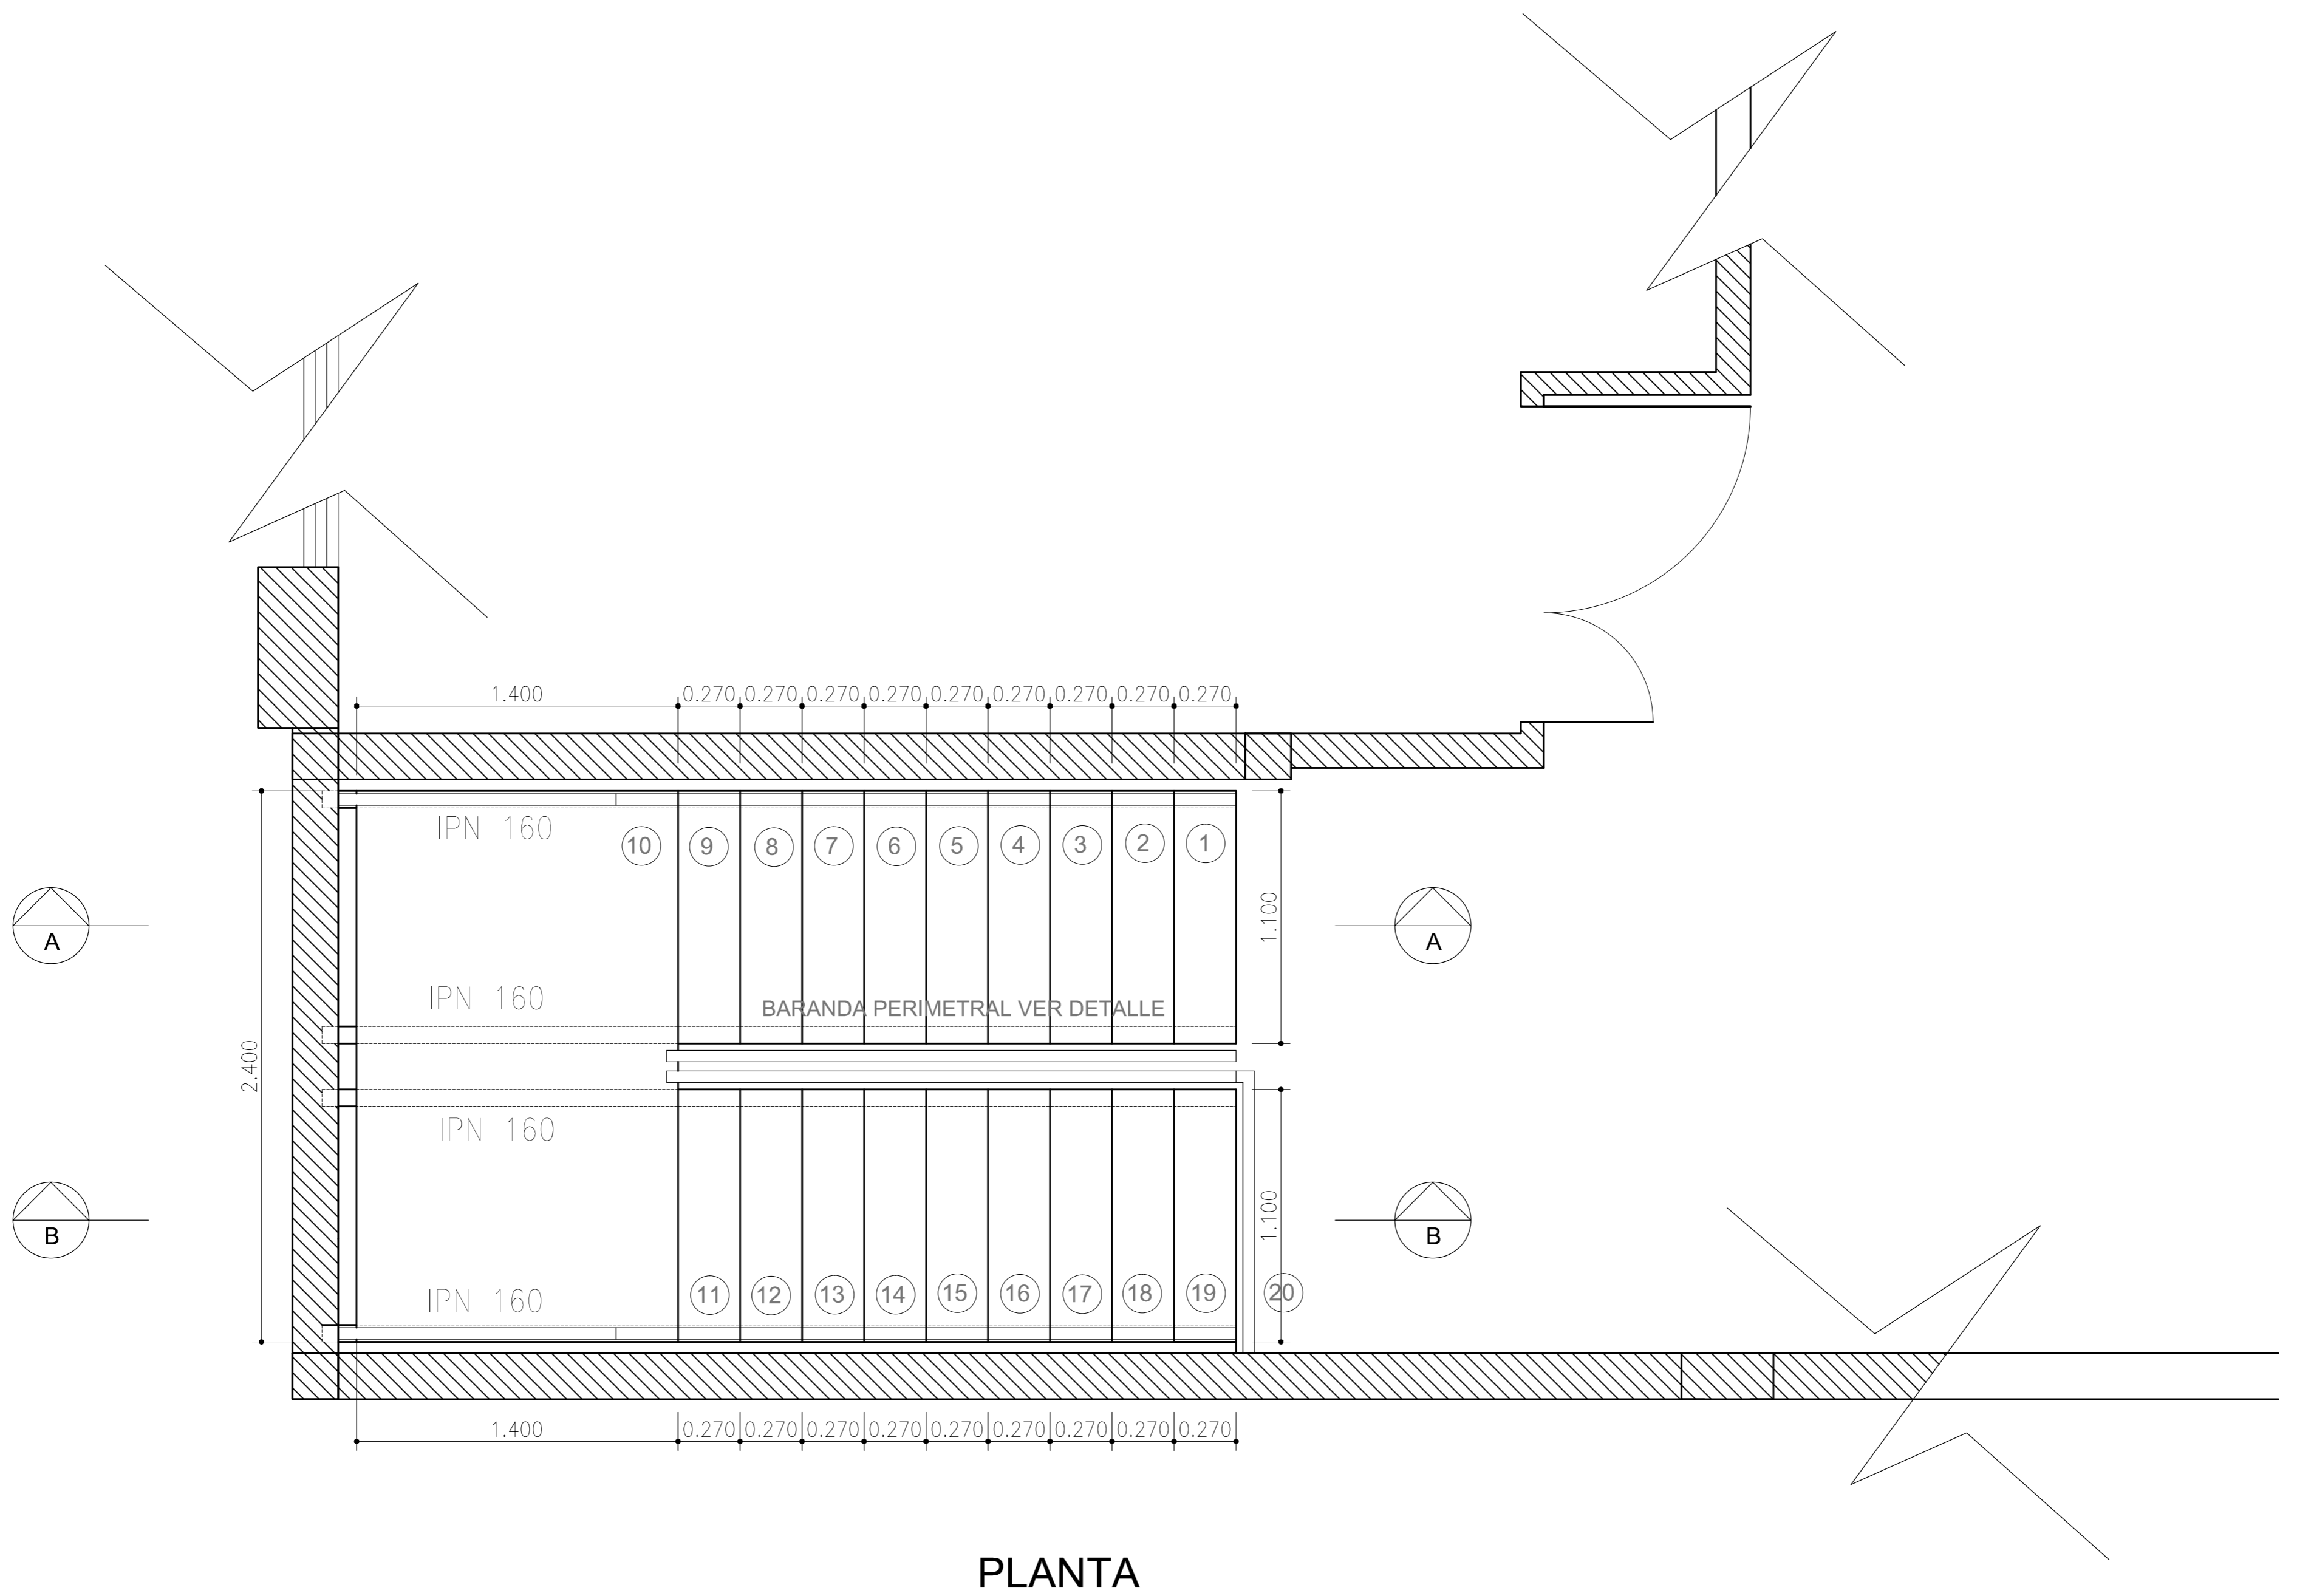 1.400 0.270 0.270 0.270 0.270 0.270 0.270 0.270 0.270 0.270
IPN 160
10 9 8 7 6 5 4 3 2 1
1.100
A A
IPN 160
BARANDA PERIMETRAL VER DETALLE
2.400
IPN 160
1.100
B B
IPN 160
11 12 13 14 15 16 17 18 19 20
1.400 0.270 0.270 0.270 0.270 0.270 0.270 0.270 0.270 0.270
PLANTA